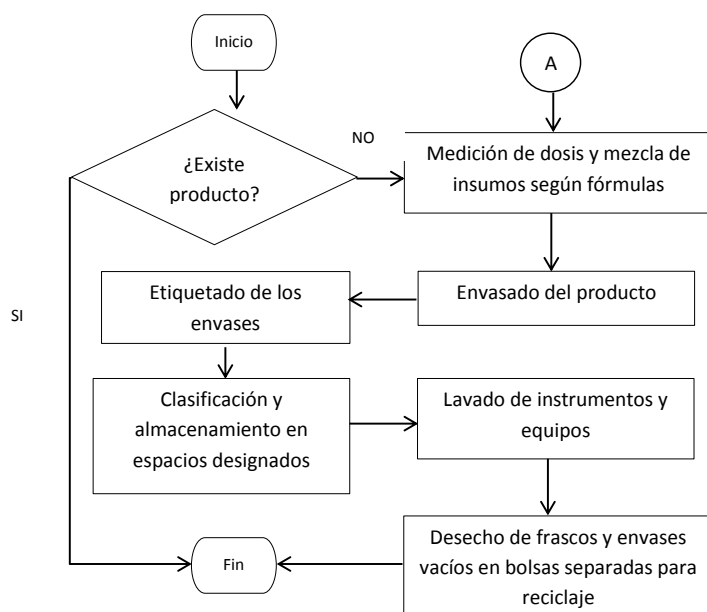 Inicio
A
NO
¿Existe
producto?
Medición de dosis y mezcla de
insumos según fórmulas
SI
Etiquetado de los
envases
Envasado del producto
Clasificación y
almacenamiento en
espacios designados
Lavado de instrumentos y
equipos
Fin
Desecho de frascos y envases
vacíos en bolsas separadas para
reciclaje